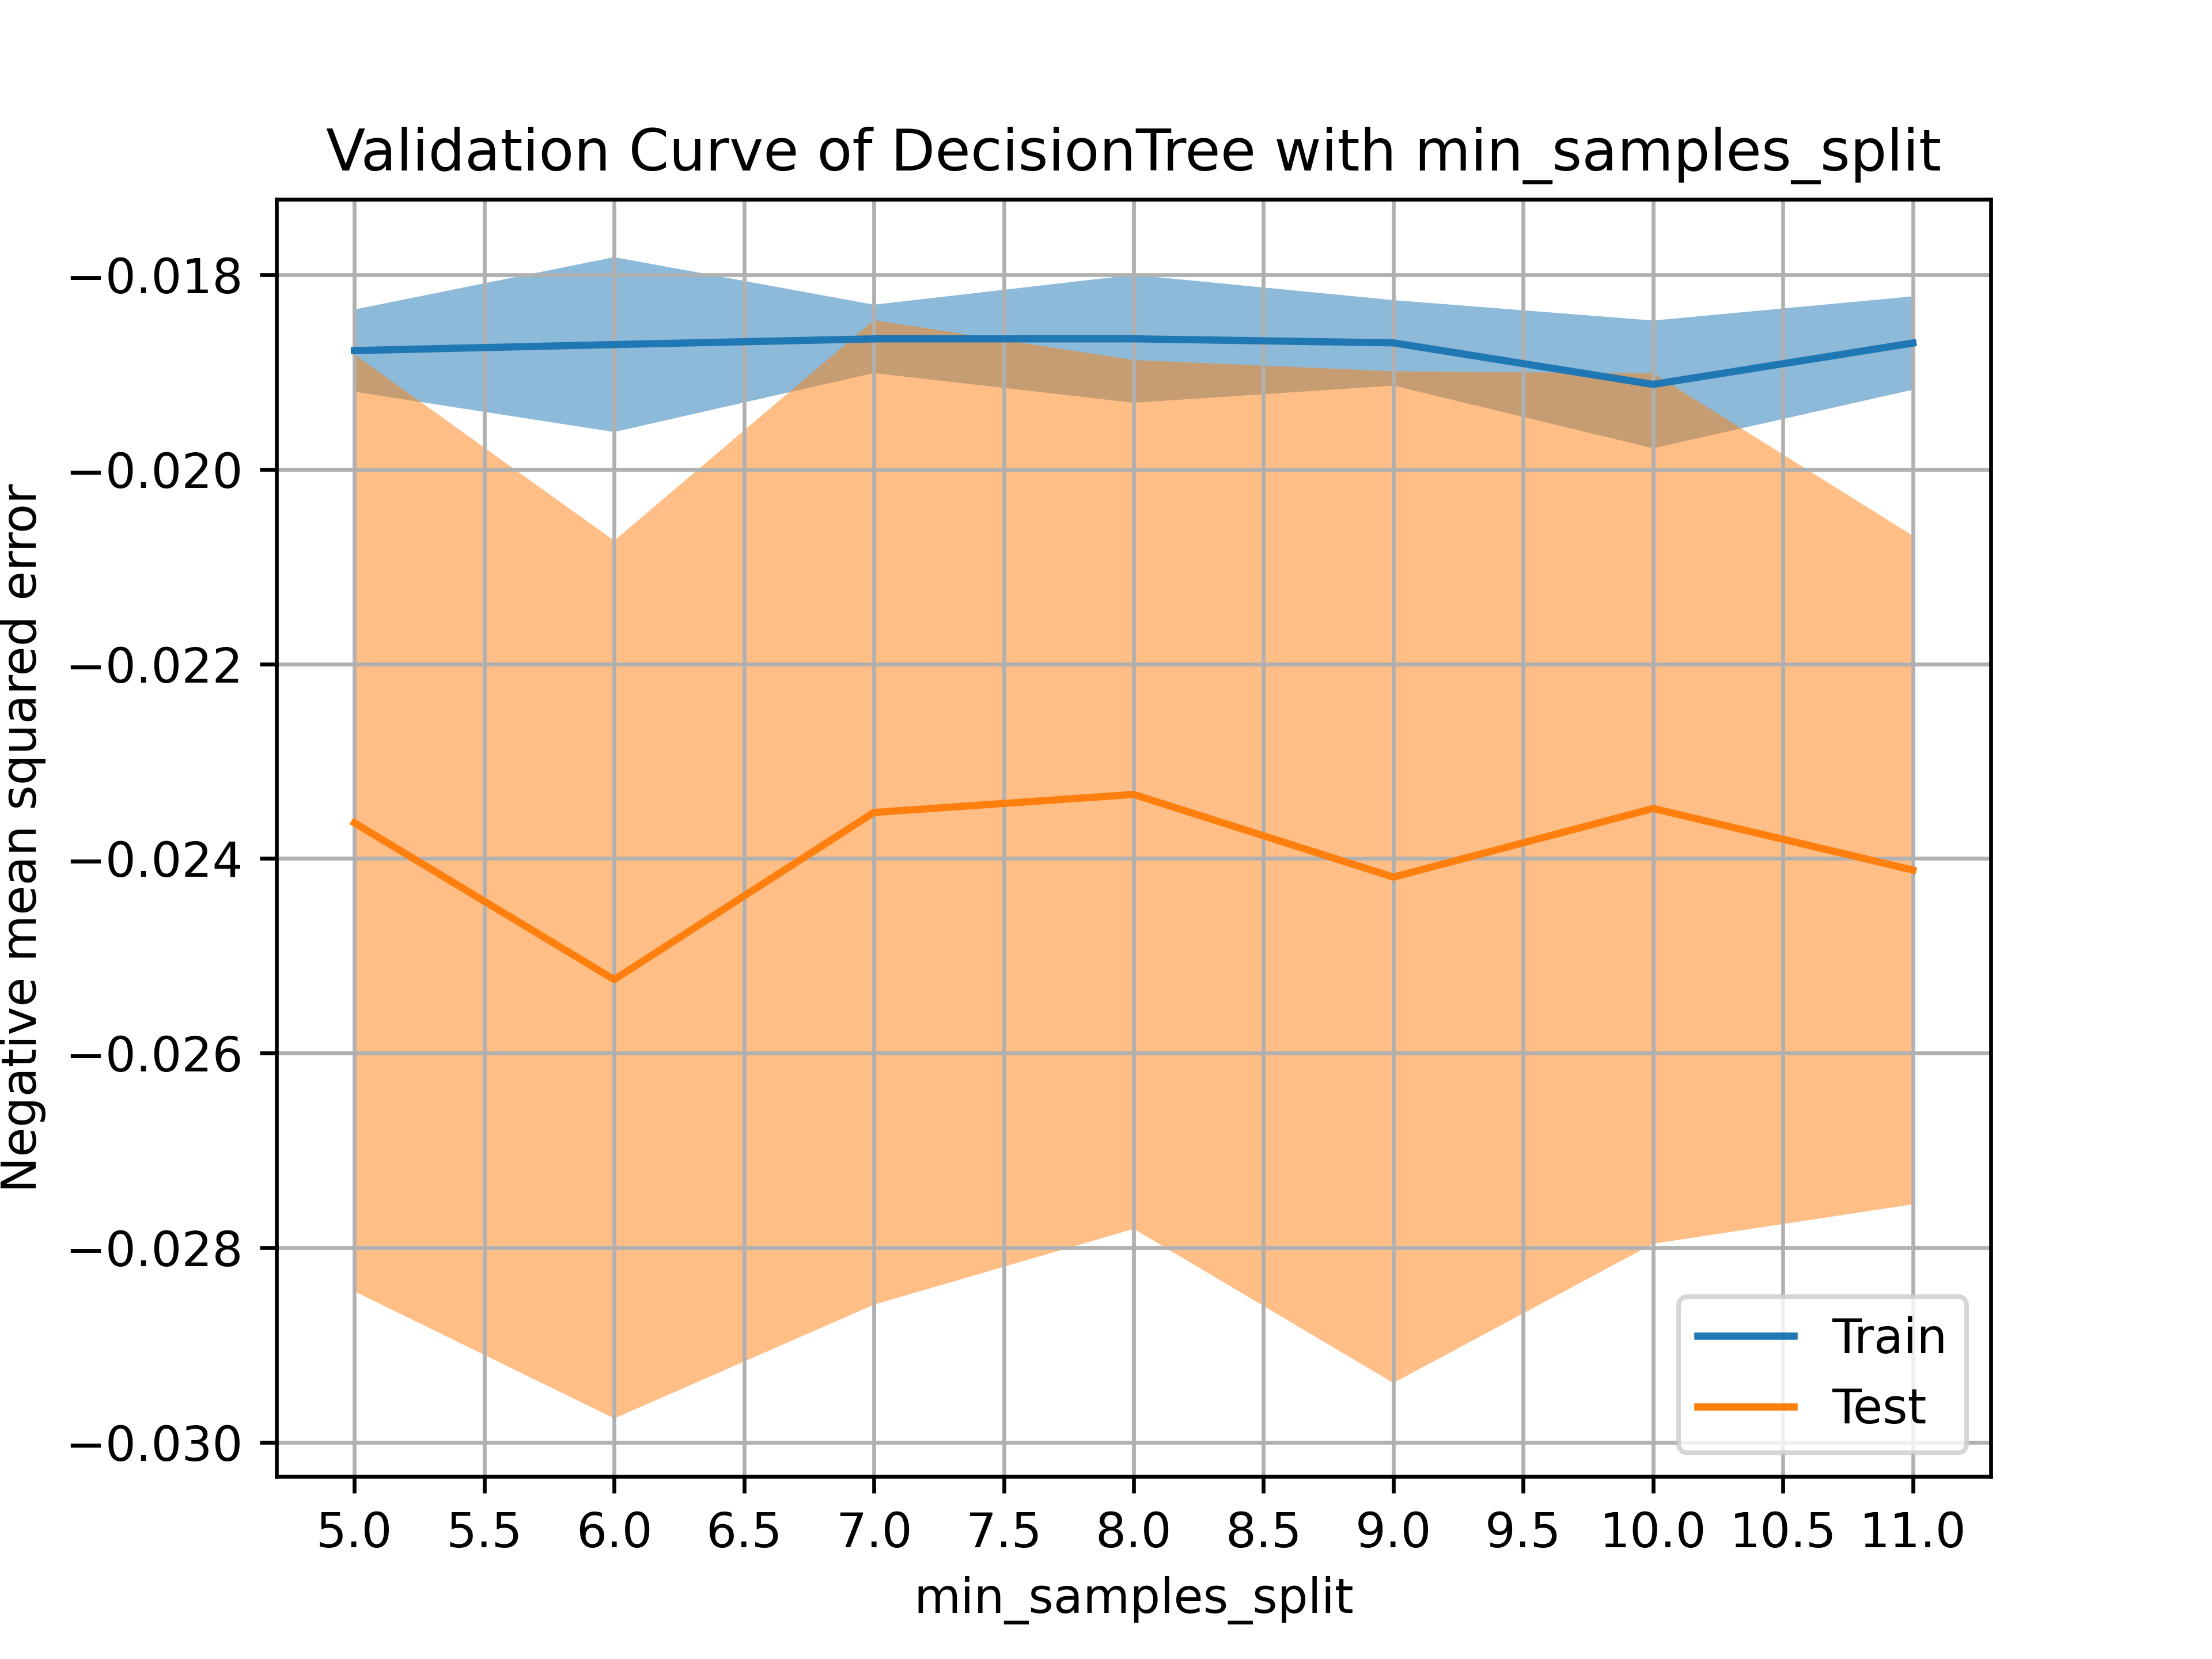 Validation Curve of DecisionTree with min_samples_split
Negative mean squared error
−0.018
−0.020
−0.022
−0.024
−0.026
−0.028
−0.030
Train
Test
5.0 5.5 6.0 6.5 7.0 7.5 8.0 8.5 9.0 9.5 10.0 10.5 11.0
min_samples_split